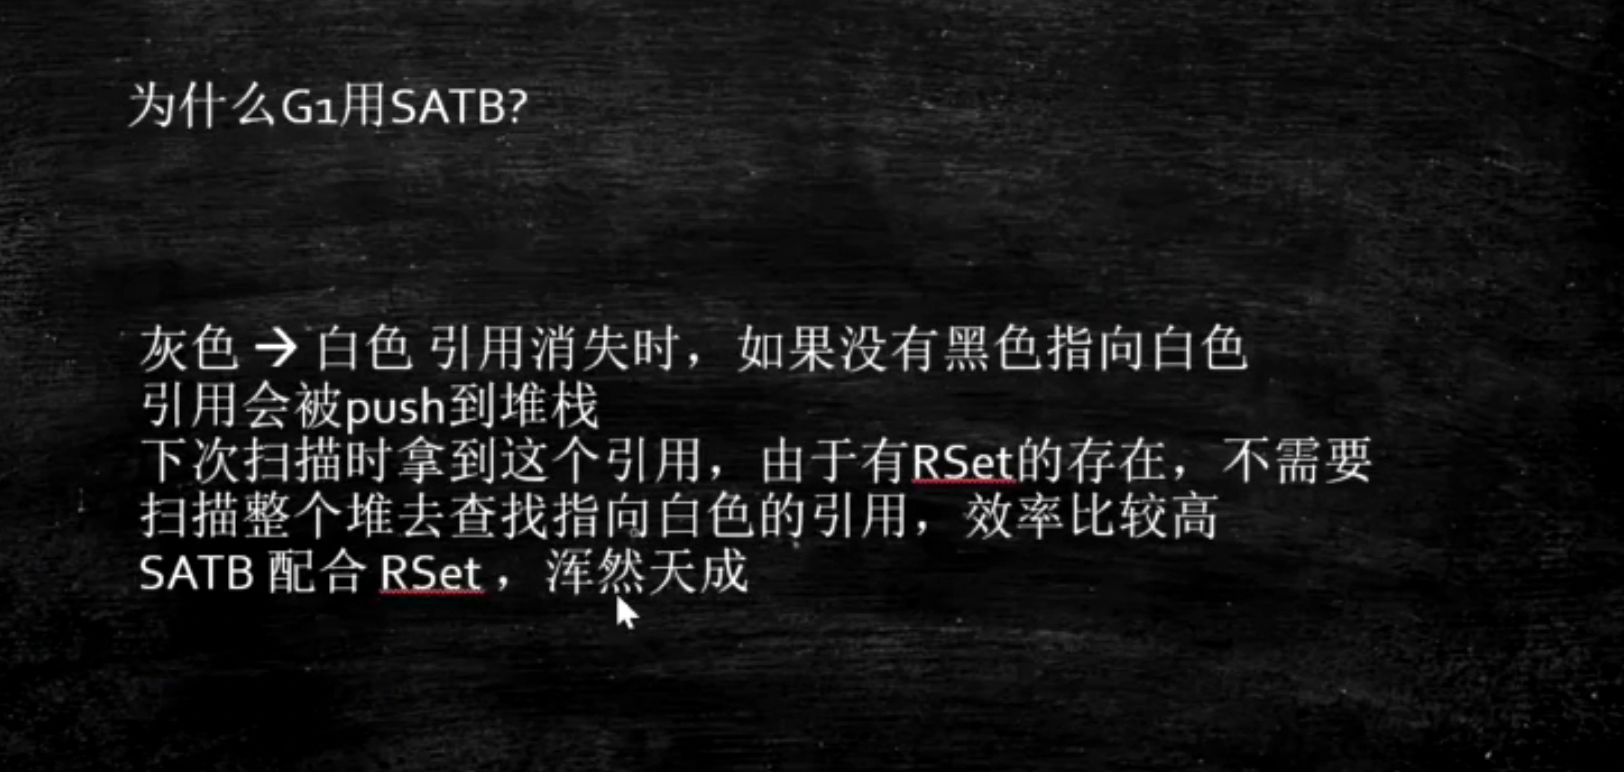 为什么G1用SATB?
灰色 → 白色 引用消失时，如果没有黑色指向白色
引用会被push到堆栈
下次扫描时拿到这个引用，由于有RSet的存在，不需要
扫描整个堆去查找指向白色的引用，效率比较高
SATB 配合 RSet ，浑然天成